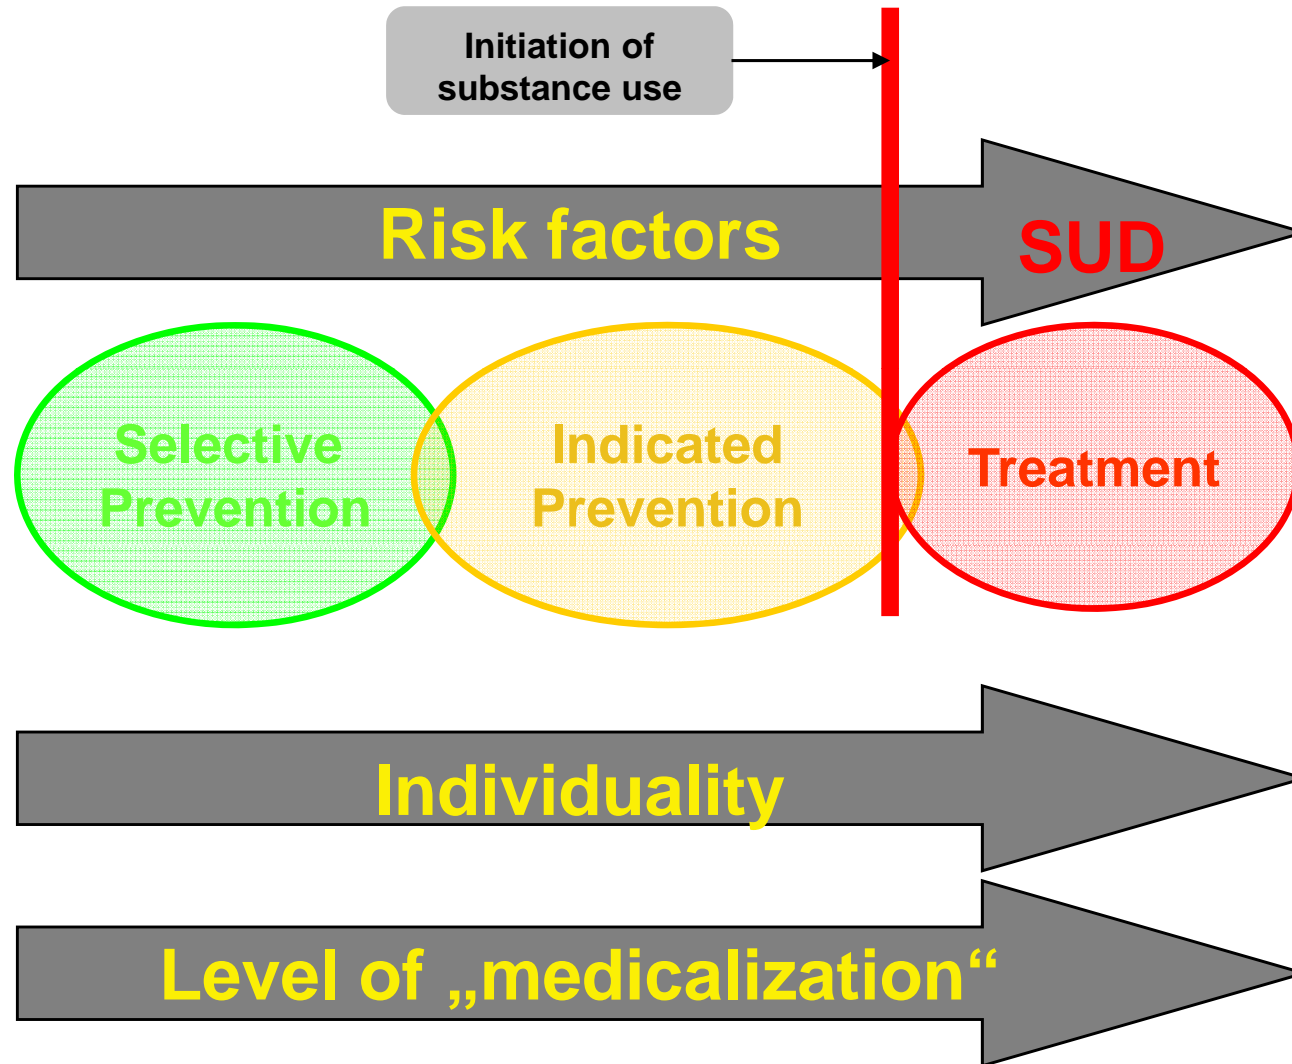 Initiation of
substance use
Risk factors
SUD
Selective
Prevention
Indicated
Prevention
Treatment
Individuality
Level of „medicalization“